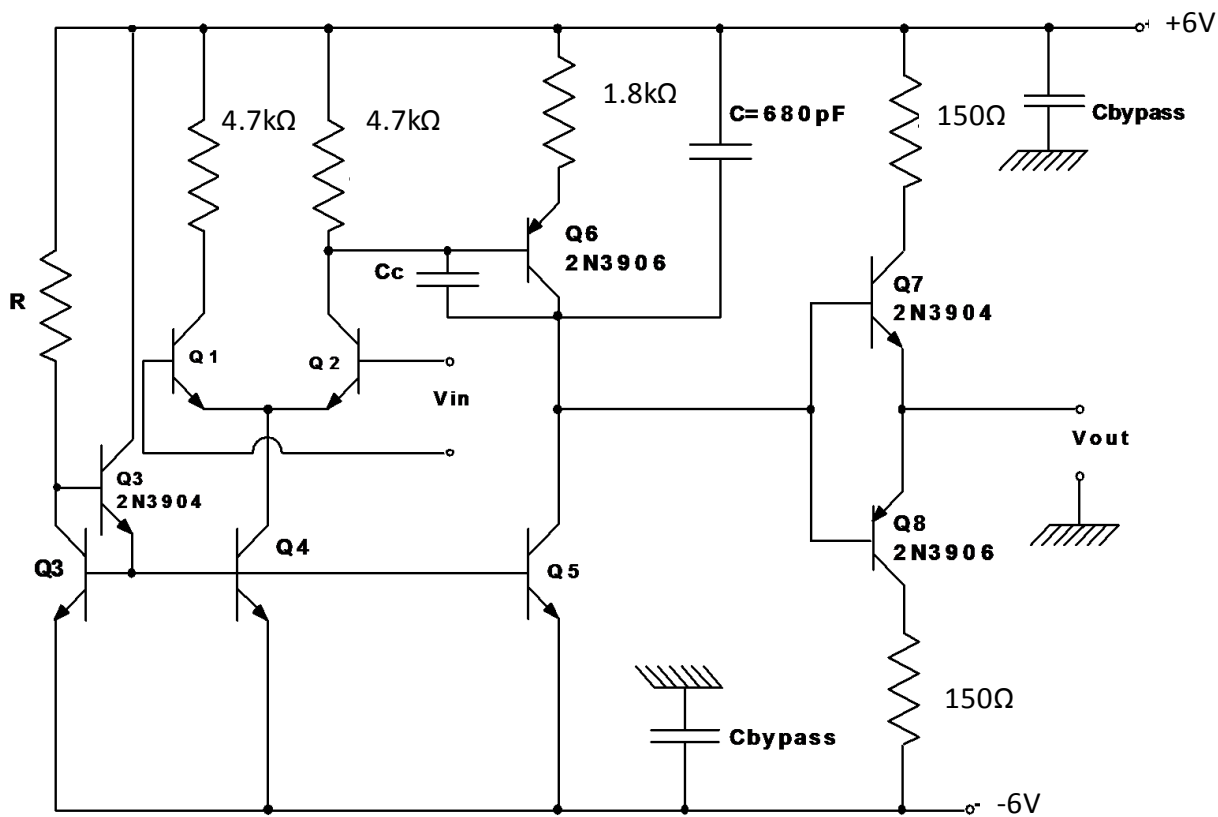 +6V
4.7kΩ
4.7kΩ
1.8kΩ
C=680pF
150Ω
Cbypass
R
Cc
Q6
2N3906
Q7
2N3904
Q1
Q2
Vin
Vout
Q3
2N3904
Q3
Q4
Q5
Q8
2N3906
150Ω
Cbypass
-6V